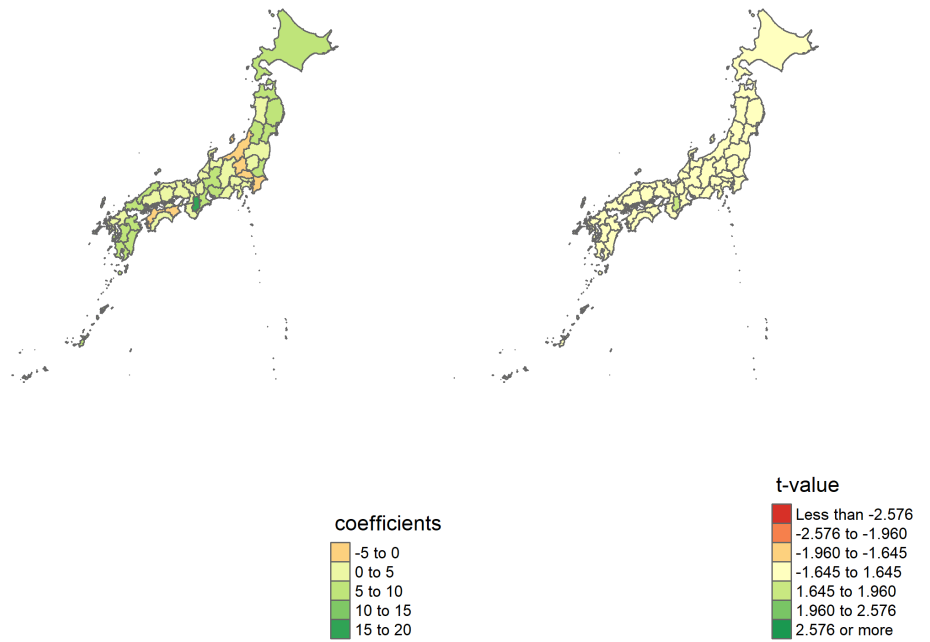 coefficients
-5 to 0
0 to 5
5 to 10
10 to 15
15 to 20
t-value
Less than -2.576
-2.576 to -1.960
-1.960 to -1.645
-1.645 to 1.645
1.645 to 1.960
1.960 to 2.576
2.576 or more